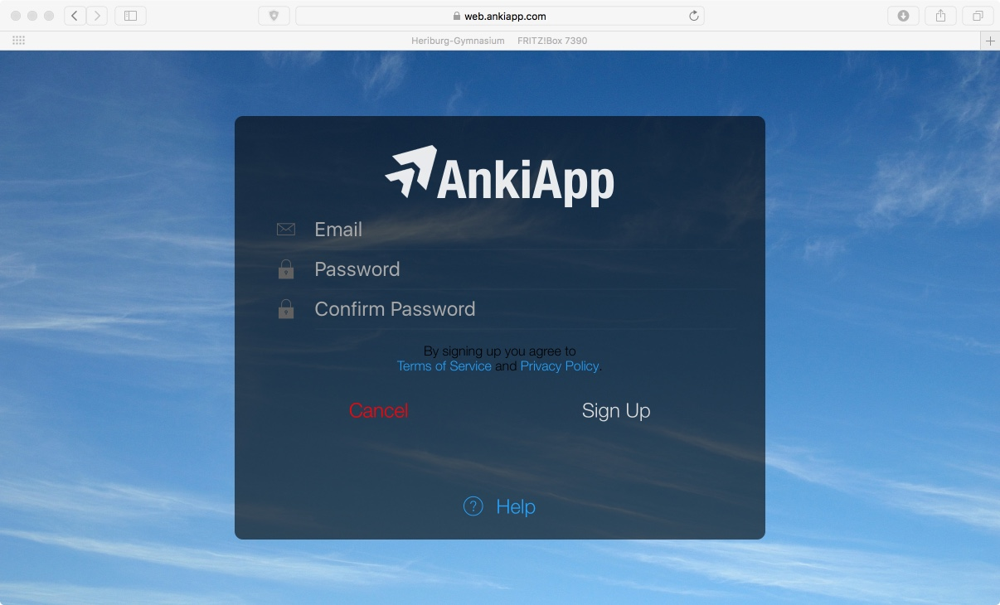 web.ankiapp.com
Heriburg-Gymnasium FRITZ!Box 7390
AnkiApp
Email
Password
Confirm Password
By signing up you agree to
Terms of Service and Privacy Policy.
Cancel Sign Up
? Help